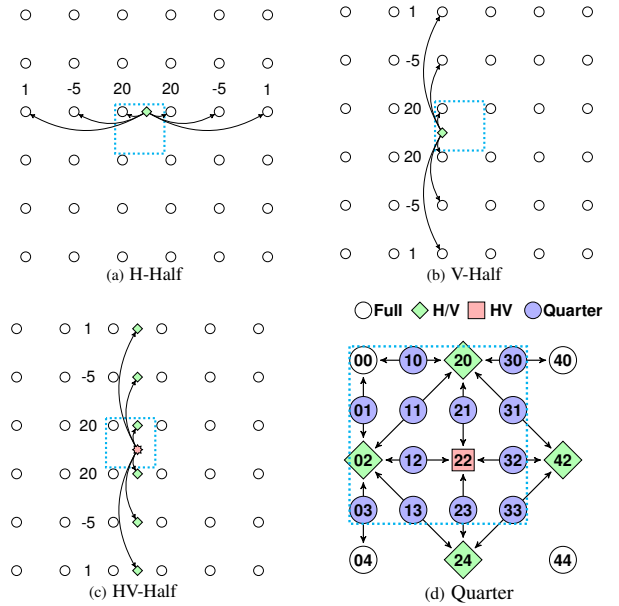 1 -5 20 20 -5 1
(a) H-Half
1
-5
20
20
-5
1
(b) V-Half
1
-5
20
20
-5
1
(c) HV-Half
Full H/V HV Quarter
00 10 20 30 40
01 11 21 31
02 12 22 32 42
03 13 23 33
04 24 44
(d) Quarter